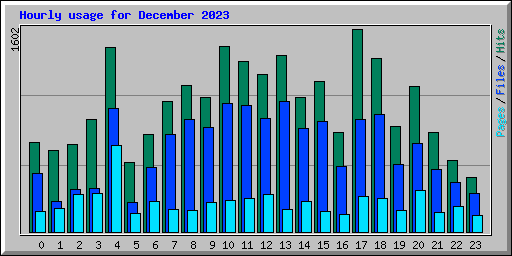 Hourly usage for December 2023
1602
Pages/Files/Hits
0 1 2 3 4 5 6 7 8 9 10 11 12 13 14 15 16 17 18 19 20 21 22 23